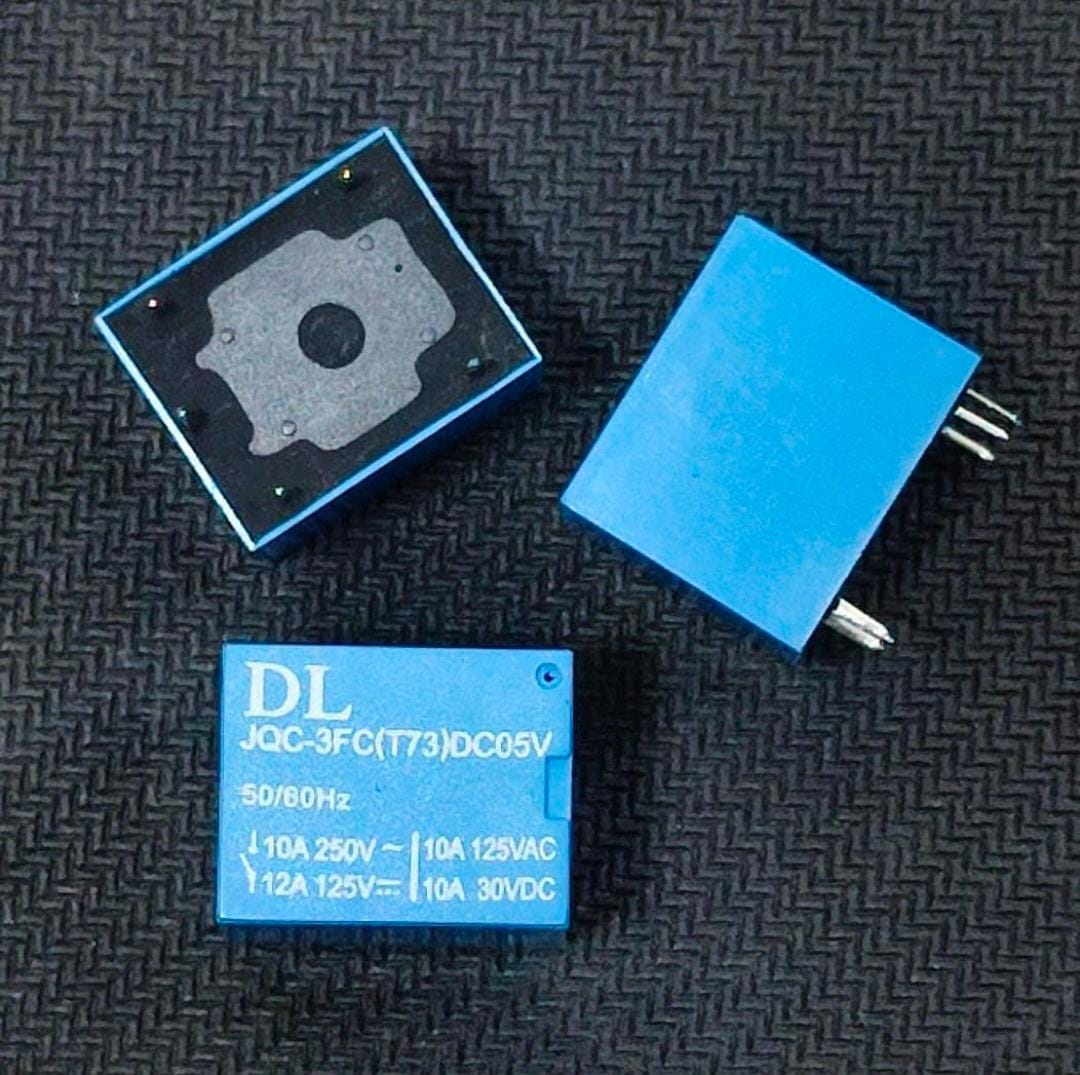 DL
JQC-3FC(T73)DC05V
50/60Hz
10A 250V ~ 10A 125VAC
12A 125V⎓ 10A 30VDC